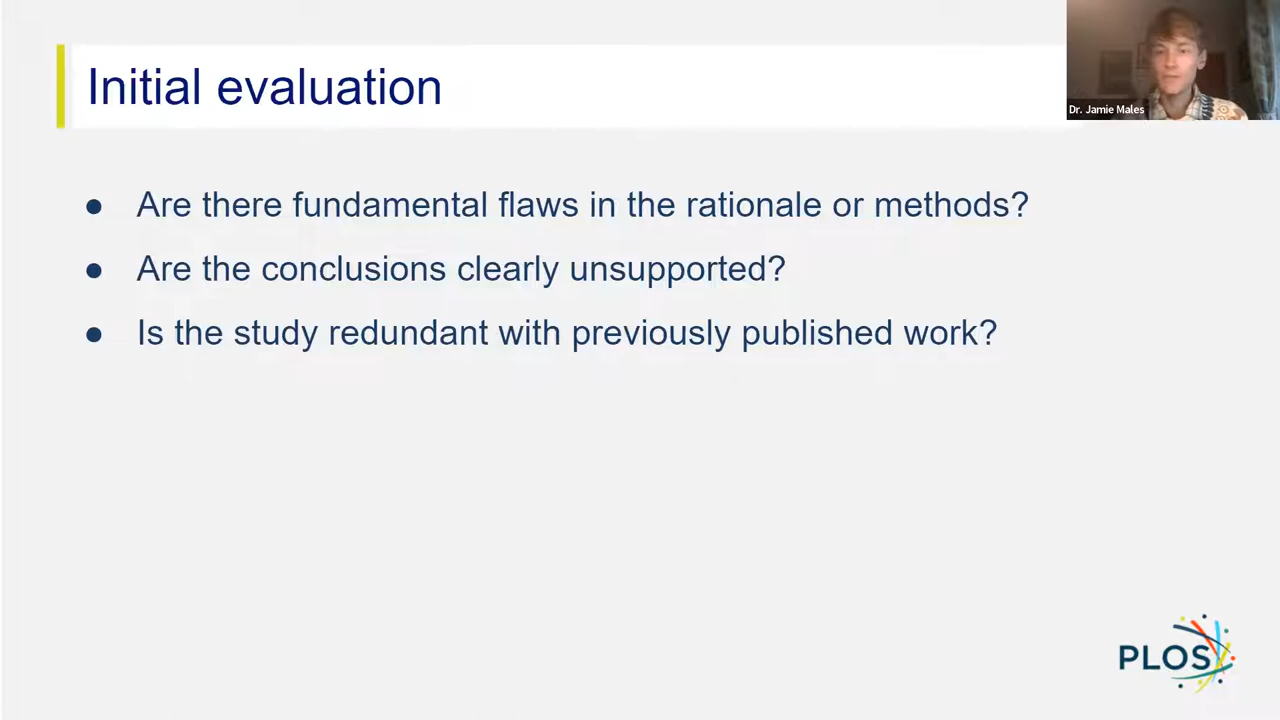 Initial evaluation
Dr. Jamie Males
● Are there fundamental flaws in the rationale or methods?
● Are the conclusions clearly unsupported?
● Is the study redundant with previously published work?
PLOS